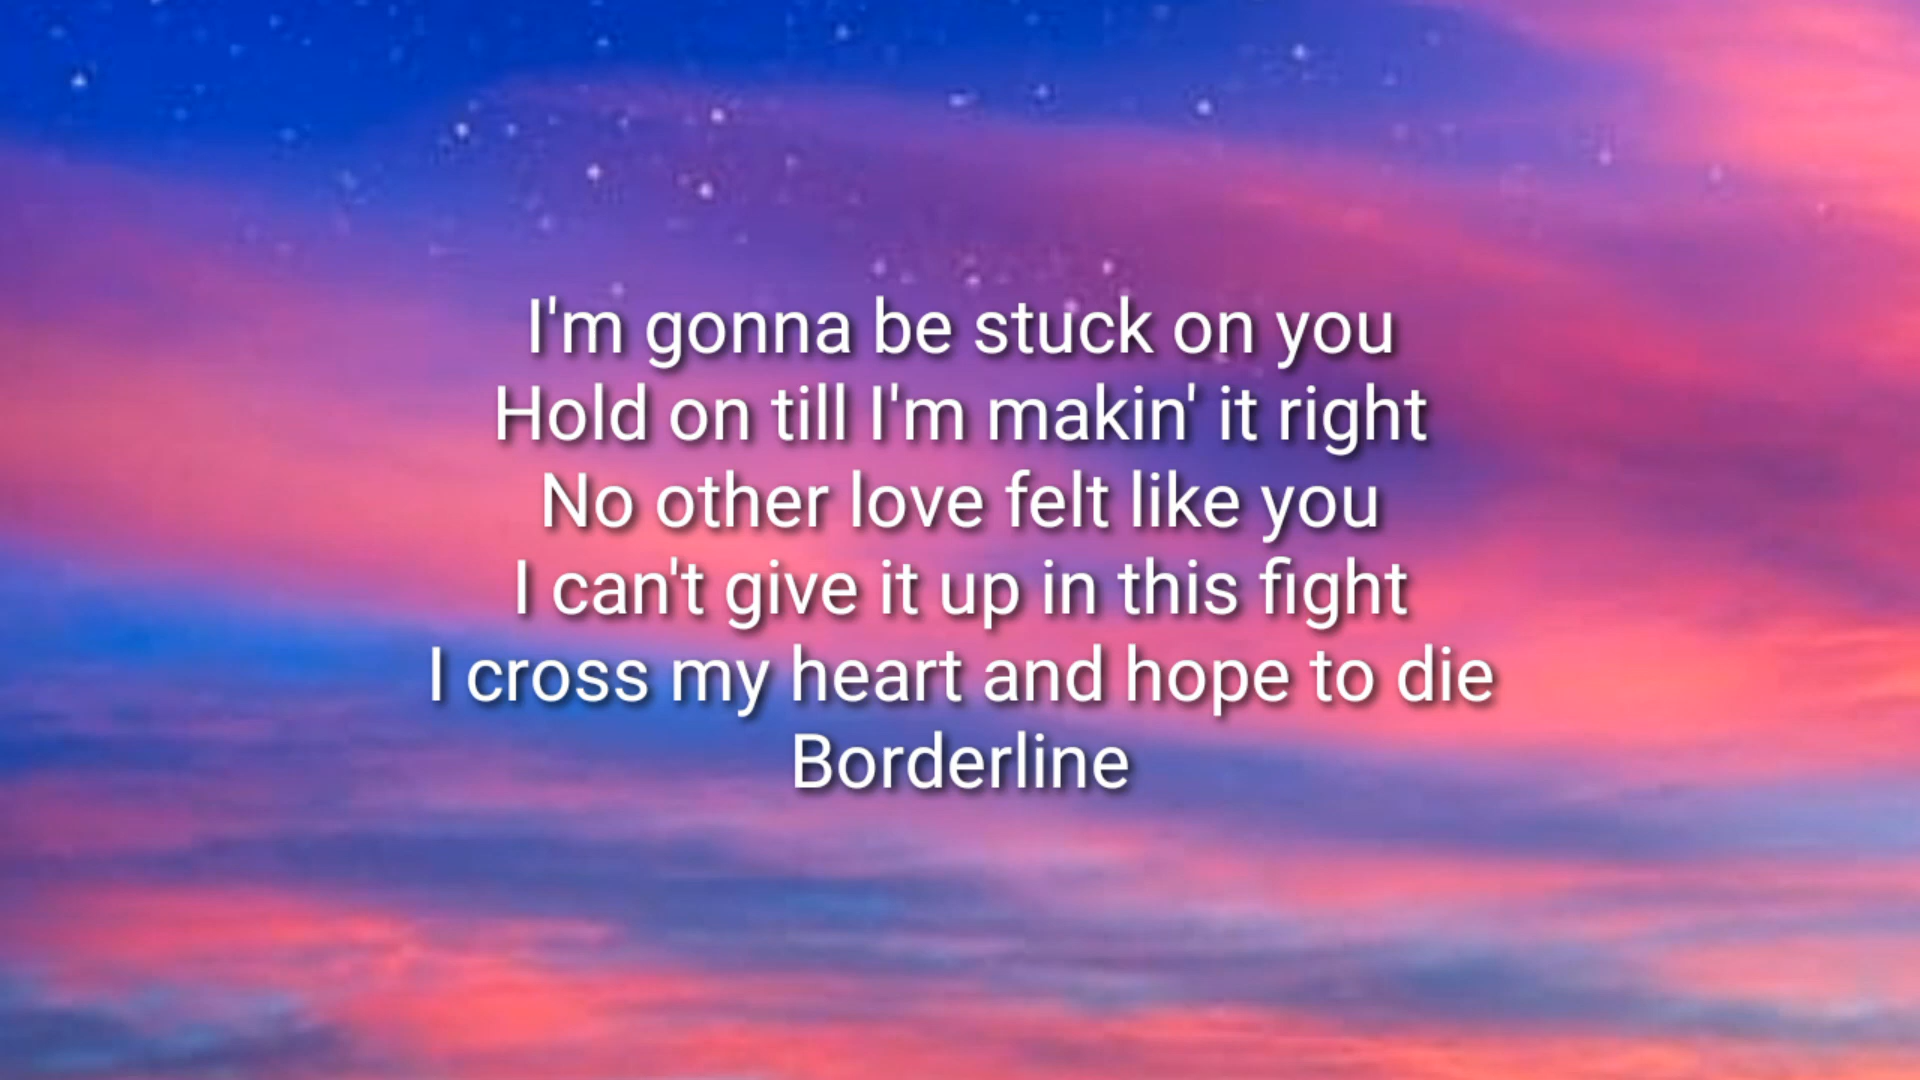 I'm gonna be stuck on you
Hold on till I'm makin' it right
No other love felt like you
I can't give it up in this fight
I cross my heart and hope to die
Borderline